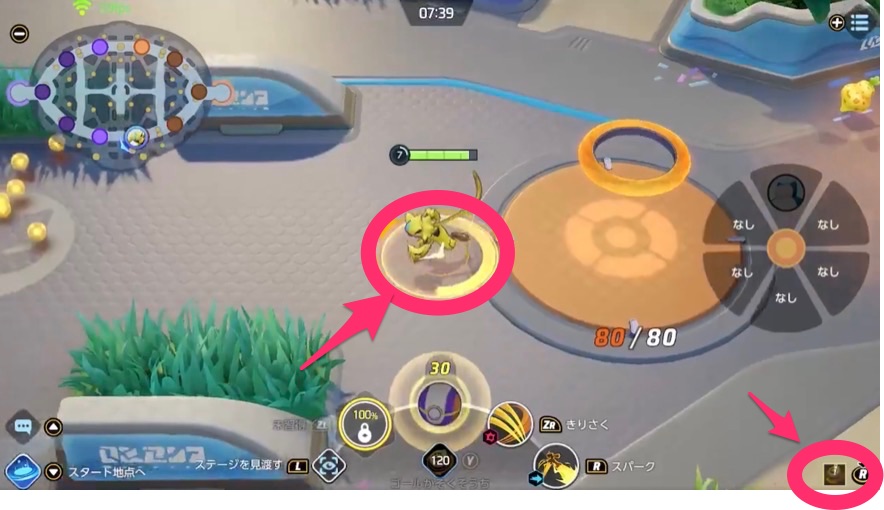 07:39
7
なし
なし
なし
なし
なし
80/80
30
100%
ZR きりさく
120 Y
R スパーク
ステージを見渡す L
スタート地点へ
R